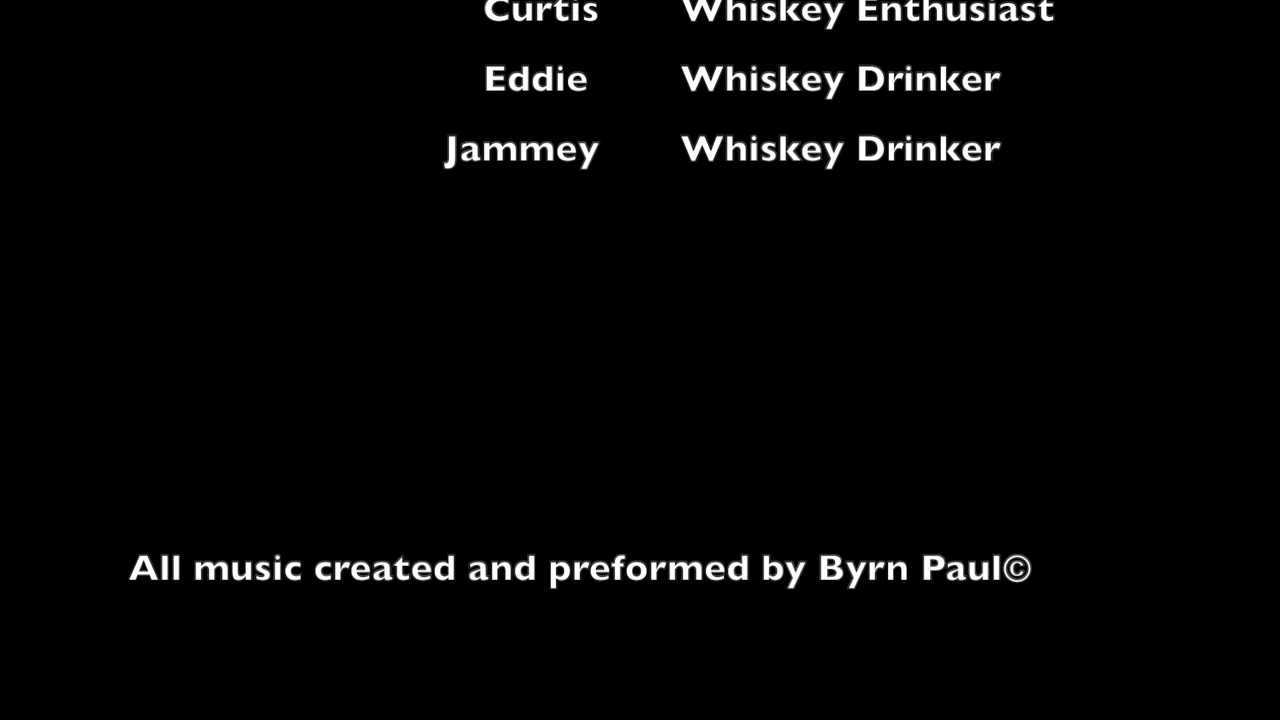 Curtis Whiskey Enthusiast
Eddie Whiskey Drinker
Jammey Whiskey Drinker
All music created and preformed by Byrn Paul©